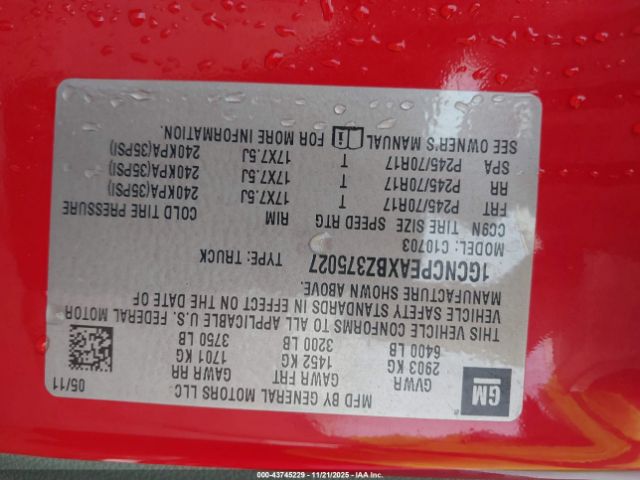 GM
MFD BY GENERAL MOTORS LLC
05/11
GVWR GAWR FRT GAWR RR
2903 KG 1452 KG 1701 KG
6400 LB 3200 LB 3750 LB
THIS VEHICLE CONFORMS TO ALL APPLICABLE U.S. FEDERAL MOTOR
VEHICLE SAFETY STANDARDS IN EFFECT ON THE DATE OF
MANUFACTURE SHOWN ABOVE.
1GCNCPEAXBZ375027 TYPE: TRUCK
MODEL: C10703
CC9N TIRE SIZE SPEED RTG RIM COLD TIRE PRESSURE
FRT P245/70R17 T 17X7.5J 240KPA(35PSI)
RR P245/70R17 T 17X7.5J 240KPA(35PSI)
SPA P245/70R17 T 17X7.5J 240KPA(35PSI)
SEE OWNER'S MANUAL FOR MORE INFORMATION.
000-43745229 - 11/21/2025 - IAAI.COM